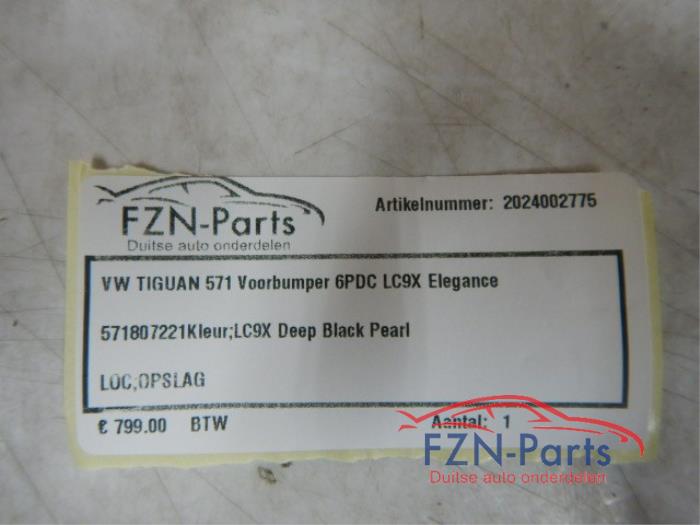 FZN-Parts
Duitse auto onderdelen
Artikelnummer: 2024002775
VW TIGUAN 571 Voorbumper 6PDC LC9X Elegance
571807221Kleur;LC9X Deep Black Pearl
LOC;OPSLAG
€ 799.00 BTW
Aantal: 1
FZN-Parts
Duitse auto onderdelen